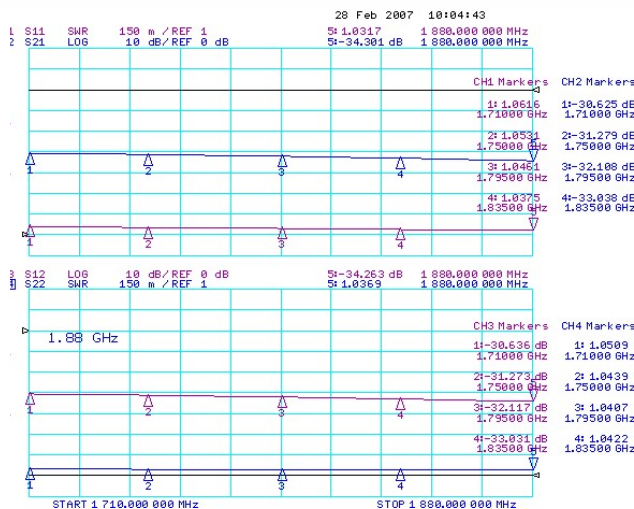 28 Feb 2007 10:04:43
S11 SWR 150 m / REF 1 5:1.0317 1 880.000 000 MHz
2 S21 LOG 10 dB/REF 0 dB 5:-34.301 dB 1 880.000 000 MHz
CH1 Markers CH2 Markers
1:1.0616 1:-30.625 dB
1.71000 GHz 1.71000 GHz
2:1.0531 2:-31.279 dB
1.75000 GHz 1.75000 GHz
3:1.0461 3:-32.108 dB
1.79500 GHz 1.79500 GHz
4:1.0375 4:-33.038 dB
1.83500 GHz 1.83500 GHz
1 2 3 4
1 2 3 4
S12 LOG 10 dB/REF 0 dB 5:-34.263 dB 1 880.000 000 MHz
S22 SWR 150 m / REF 1 5:1.0369 1 880.000 000 MHz
1.88 GHz
CH3 Markers CH4 Markers
1:-30.636 dB 1:1.0509
1.71000 GHz 1.71000 GHz
2:-31.273 dB 2:1.0439
1.75000 GHz 1.75000 GHz
3:-32.117 dB 3:1.0407
1.79500 GHz 1.79500 GHz
4:-33.031 dB 4:1.0422
1.83500 GHz 1.83500 GHz
1 2 3 4
1 2 3 4
START 1 710.000 000 MHz STOP 1 880.000 000 MHz